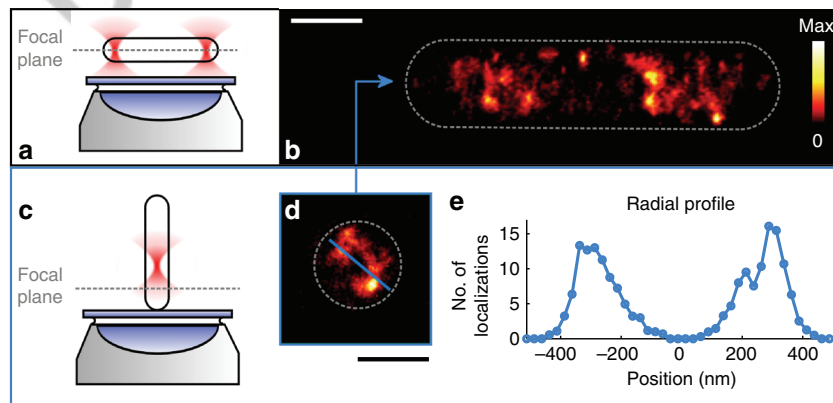 Focal
plane
a
b
Max
0
c
Focal
plane
d
e
Radial profile
No. of
localizations
15
10
5
0
−400
−200
0
200
400
Position (nm)